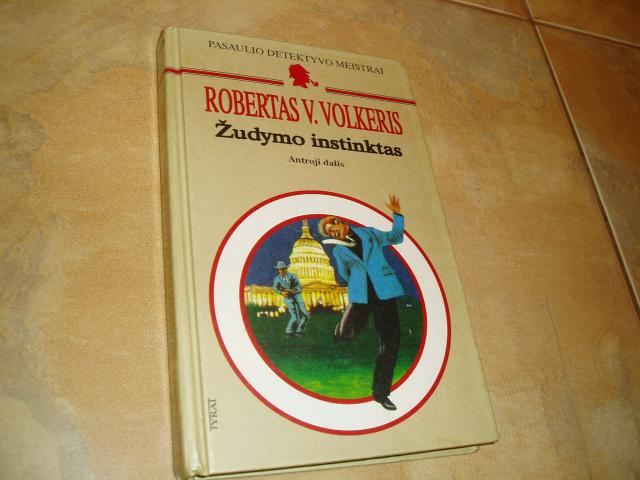 PASAULIO DETEKTYVO MEISTRAI
ROBERTAS V. VOLKERIS
Žudymo instinktas
Antroji dalis
TYRAI